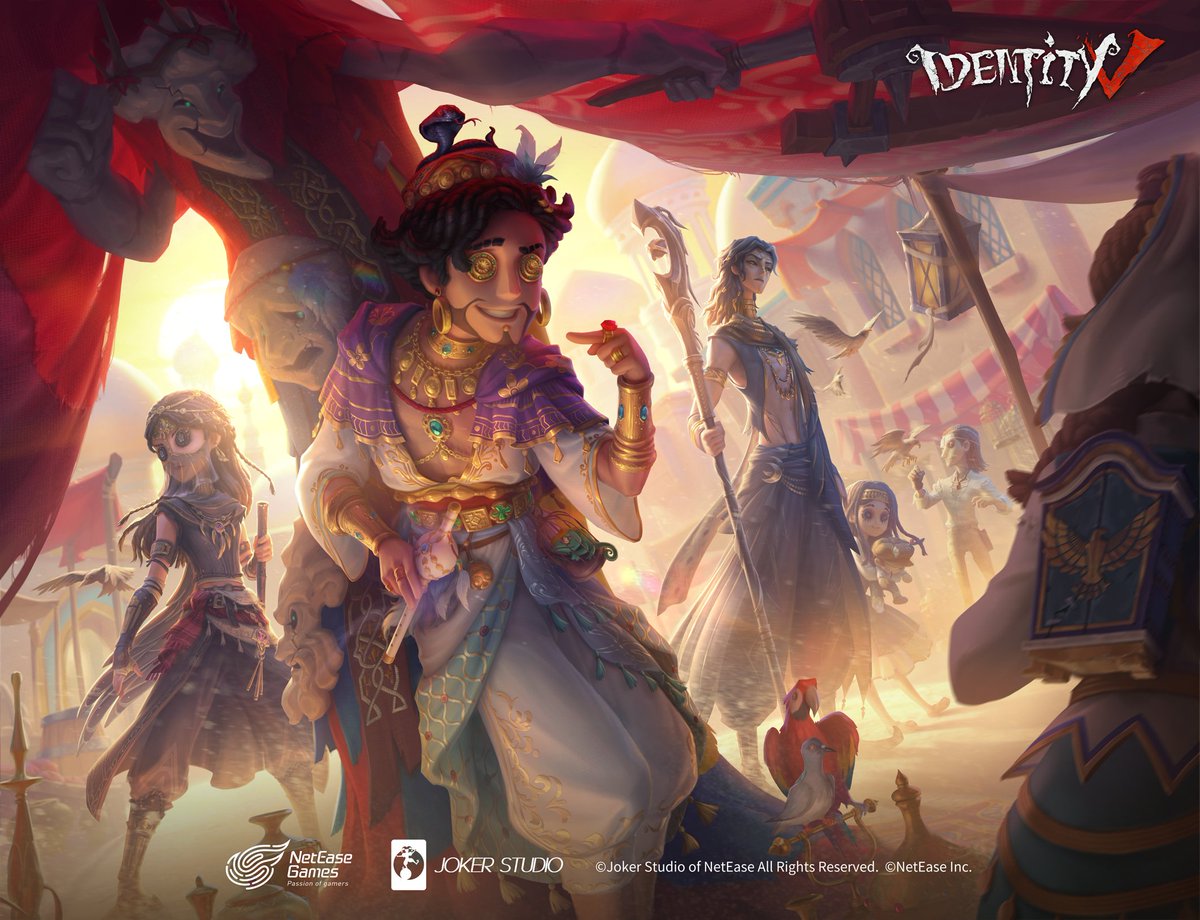 IDENTITY V
NetEase
Games
Passion of gamers
JOKER STUDIO
©Joker Studio of NetEase All Rights Reserved. ©NetEase Inc.